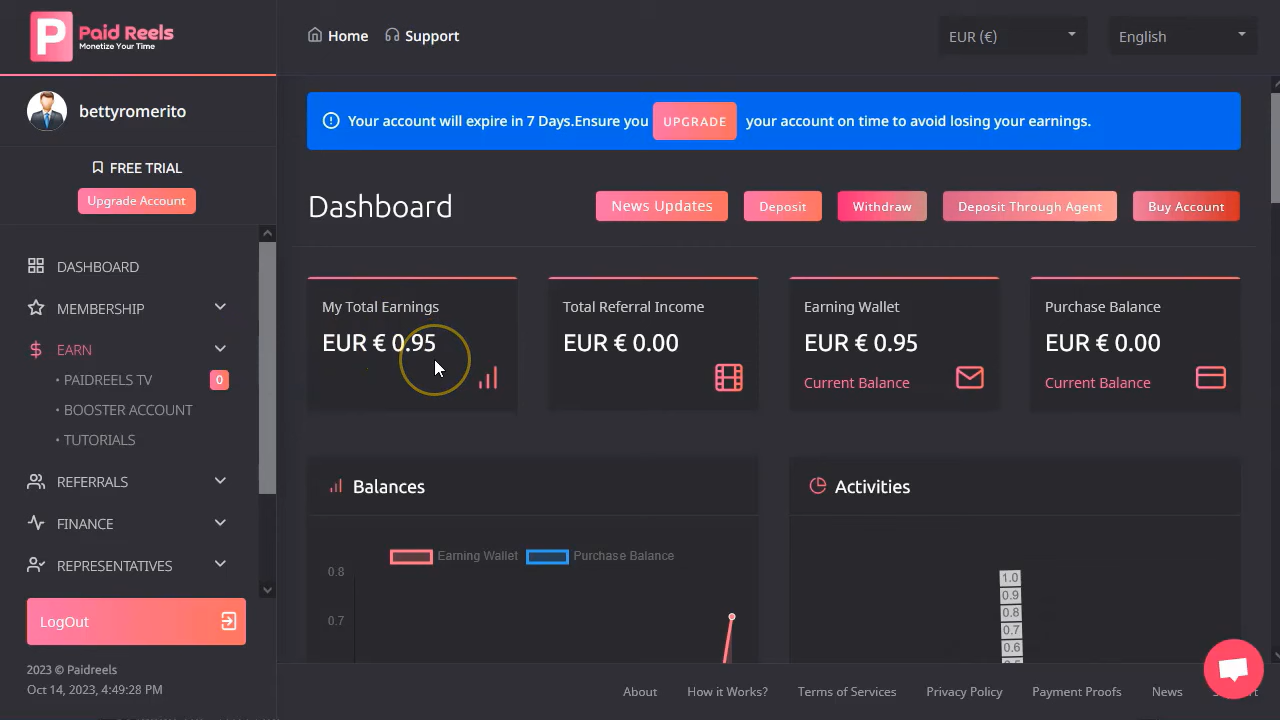 P Paid Reels
Monetize Your Time
Home
Support
EUR (€)
English
bettyromerito
FREE TRIAL
Upgrade Account
DASHBOARD
MEMBERSHIP
EARN
• PAIDREELS TV
0
• BOOSTER ACCOUNT
• TUTORIALS
REFERRALS
FINANCE
REPRESENTATIVES
LogOut
2023 © Paidreels
Oct 14, 2023, 4:49:28 PM
Your account will expire in 7 Days.Ensure you UPGRADE your account on time to avoid losing your earnings.
Dashboard
News Updates
Deposit
Withdraw
Deposit Through Agent
Buy Account
My Total Earnings
EUR € 0.95
Total Referral Income
EUR € 0.00
Earning Wallet
EUR € 0.95
Current Balance
Purchase Balance
EUR € 0.00
Current Balance
Balances
Earning Wallet
Purchase Balance
0.8
0.7
Activities
1.0
0.9
0.8
0.7
0.6
About
How it Works?
Terms of Services
Privacy Policy
Payment Proofs
News